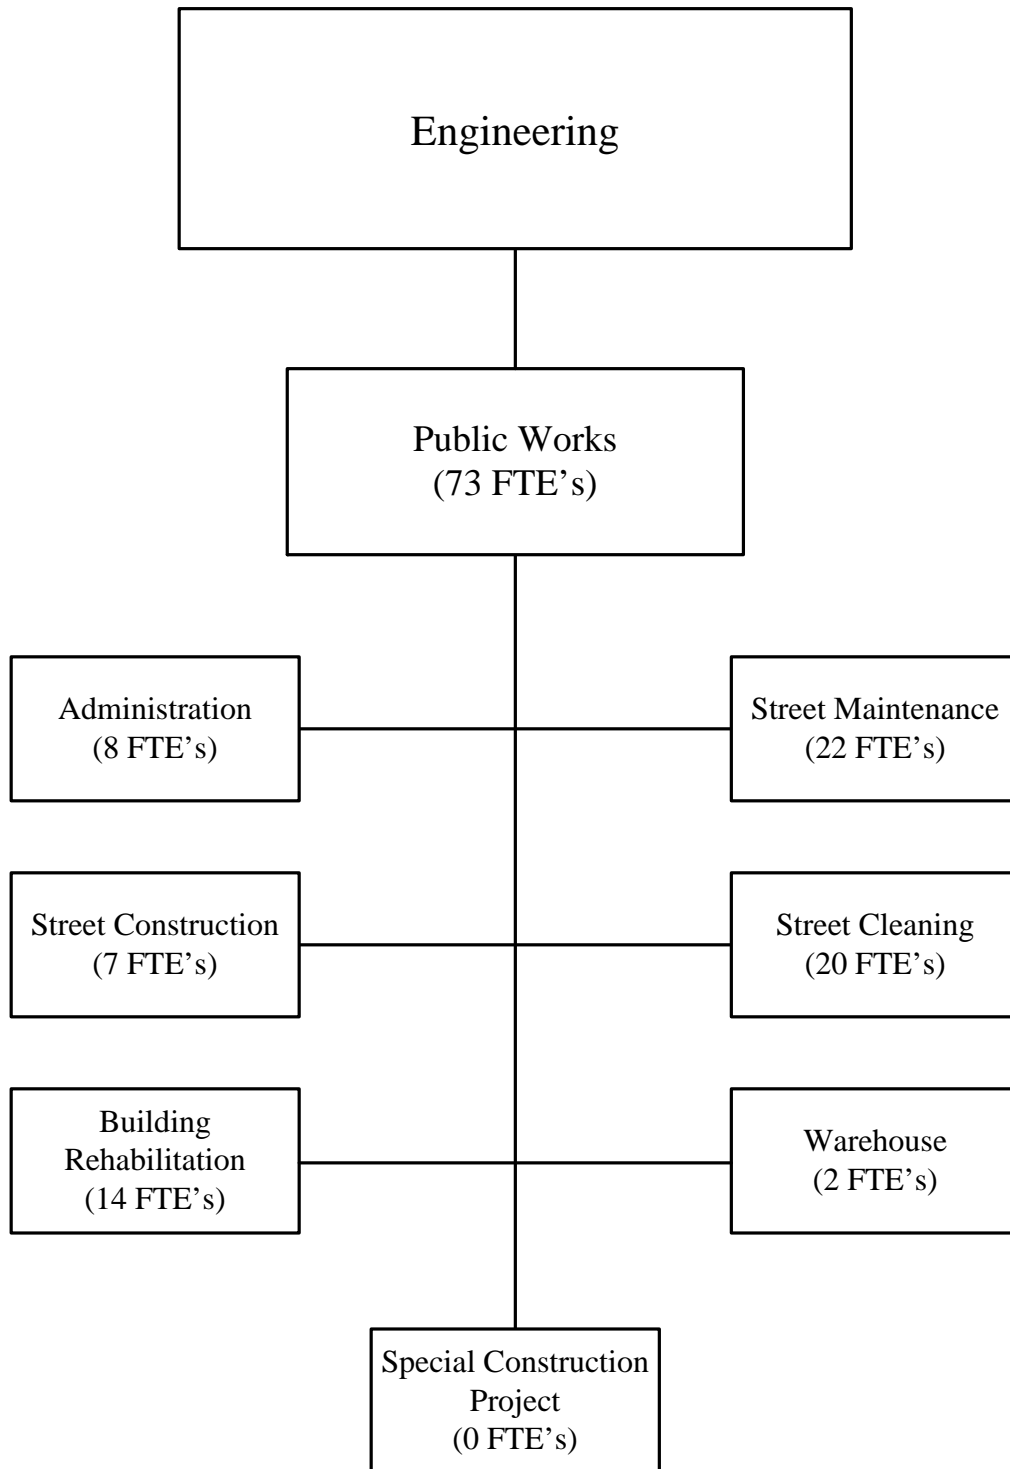 Engineering
Public Works
(73 FTE’s)
Administration
(8 FTE’s)
Street Maintenance
(22 FTE’s)
Street Construction
(7 FTE’s)
Street Cleaning
(20 FTE’s)
Building
Rehabilitation
(14 FTE’s)
Warehouse
(2 FTE’s)
Special Construction
Project
(0 FTE’s)